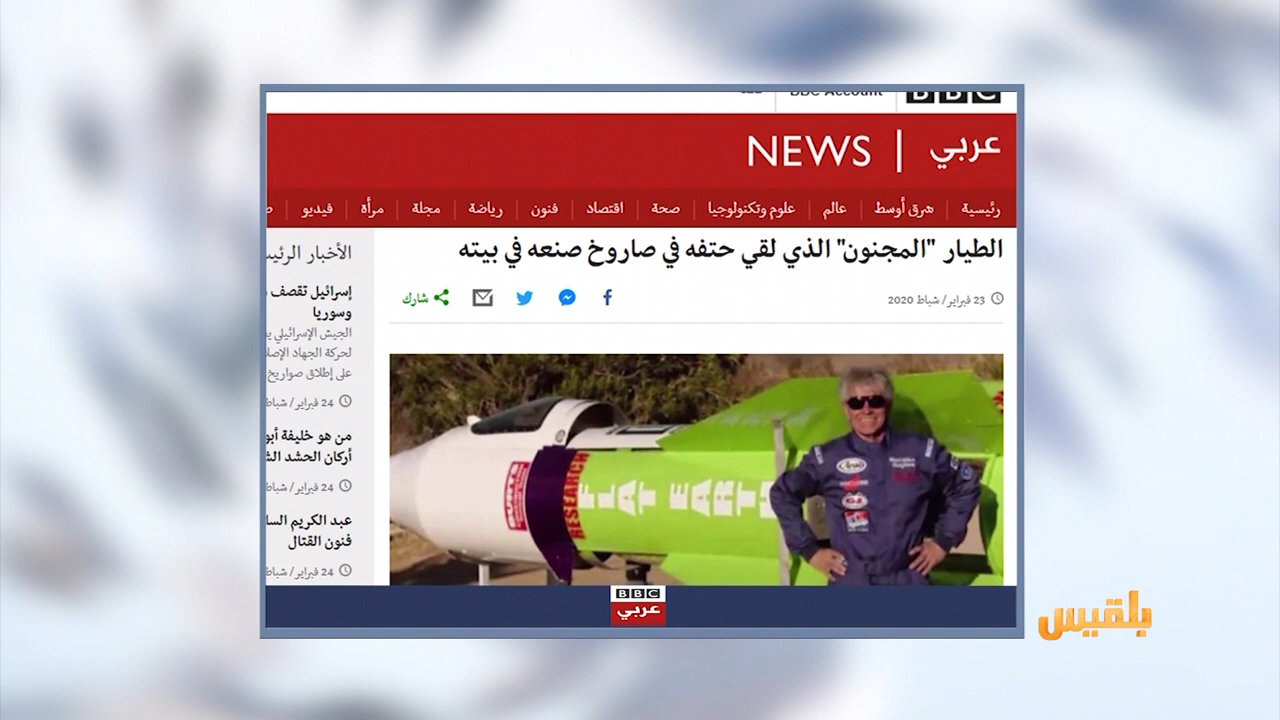 BBC Account
BBC
NEWS | عربي
رئيسية | شرق أوسط | عالم | علوم وتكنولوجيا | صحة | اقتصاد | فنون | رياضة | مجلة | مرأة | فيديو
الطيار "المجنون" الذي لقي حتفه في صاروخ صنعه في بيته
23 فبراير / شباط 2020
شارك
RESEARCH
FLAT EARTH
الأخبار الرئيس
إسرائيل تقصف
وسوريا
الجيش الإسرائيلي
لحركة الجهاد الإصلا
على إطلاق صواريخ
24 فبراير / شباط
من هو خليفة أبو
أركان الحشد الش
24 فبراير / شباط
عبد الكريم السا
فنون القتال
24 فبراير / شباط
BBC
عربي
بلقيس